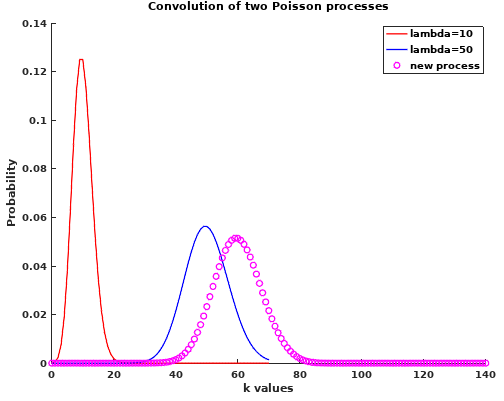 Convolution of two Poisson processes
0.14
0.12
0.1
0.08
0.06
0.04
0.02
0
Probability
lambda=10
lambda=50
new process
0 20 40 60 80 100 120 140
k values